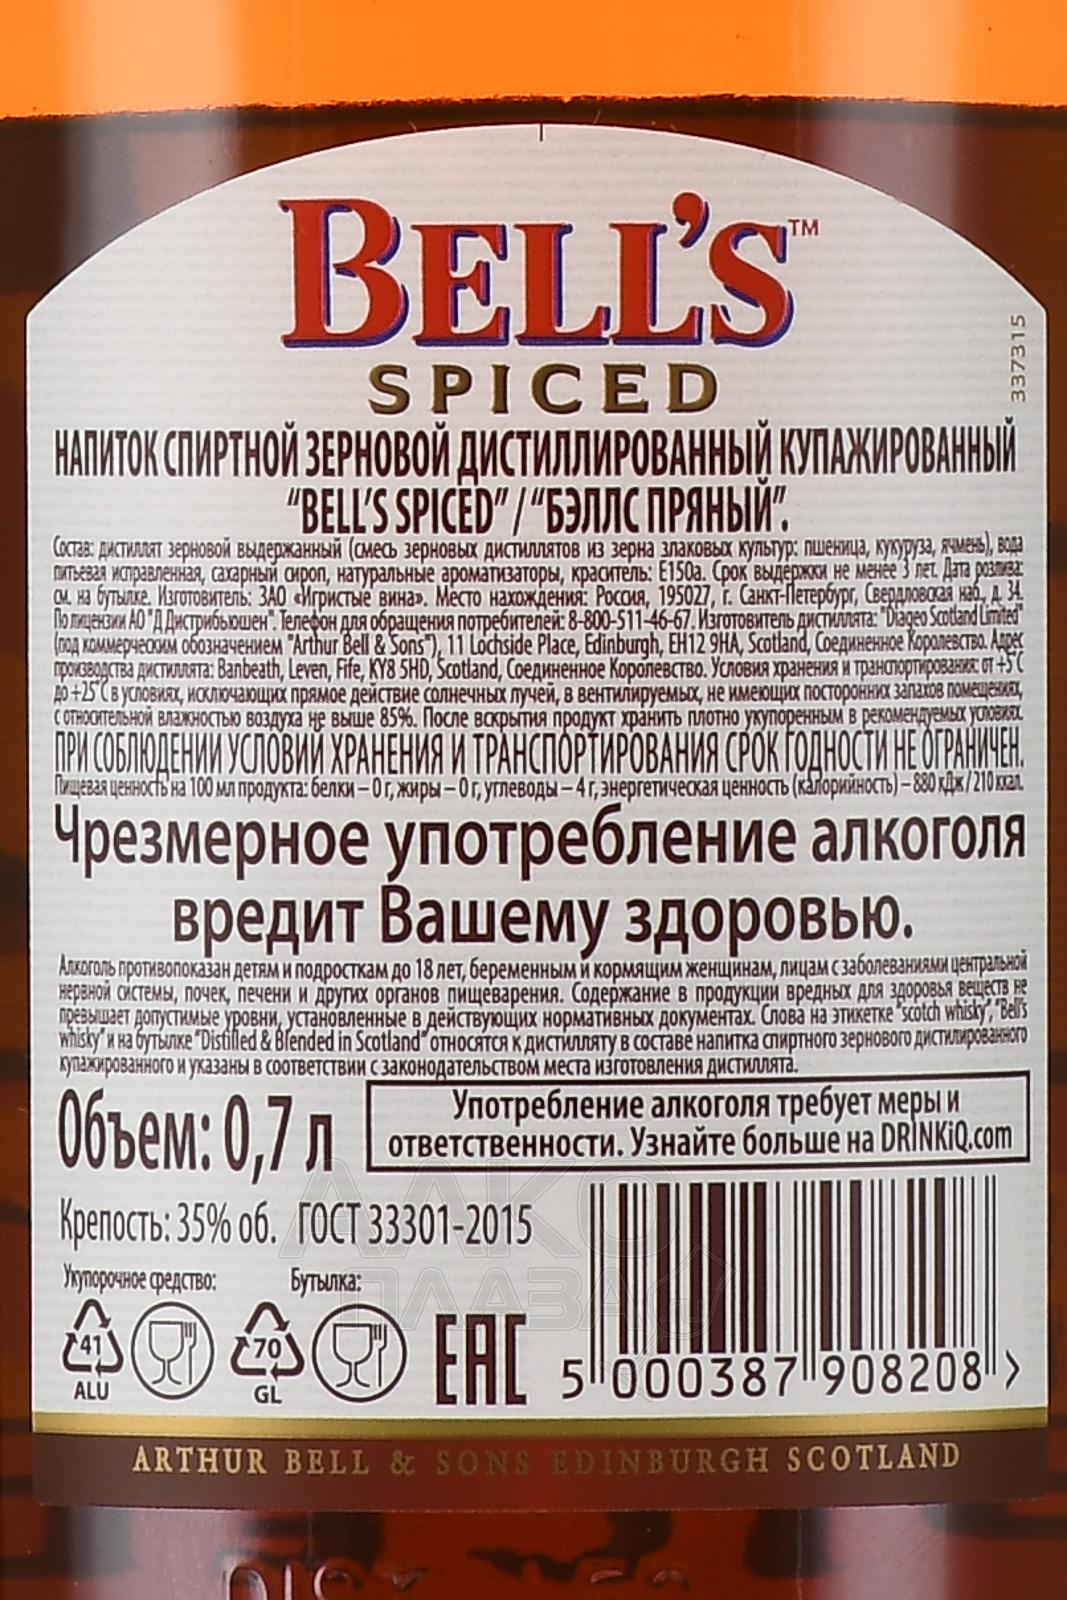 BELL'S™
SPICED
337315
НАПИТОК СПИРТНОЙ ЗЕРНОВОЙ ДИСТИЛЛИРОВАННЫЙ КУПАЖИРОВАННЫЙ
"BELL'S SPICED" / "БЭЛЛС ПРЯНЫЙ".
Состав: дистиллят зерновой выдержанный (смесь зерновых дистиллятов из зерна злаковых культур: пшеница, кукуруза, ячмень), вода
питьевая исправленная, сахарный сироп, натуральные ароматизаторы, краситель: Е150а. Срок выдержки не менее 3 лет. Дата розлива:
см. на бутылке. Изготовитель: ЗАО «Игристые вина». Место нахождения: Россия, 195027, г. Санкт-Петербург, Свердловская наб., д. 34.
По лицензии АО "Д Дистрибьюшен". Телефон для обращения потребителей: 8-800-511-46-67. Изготовитель дистиллята: "Diageo Scotland Limited"
(под коммерческим обозначением "Arthur Bell & Sons"), 11 Lochside Place, Edinburgh, EH12 9HA, Scotland, Соединенное Королевство. Адрес
производства дистиллята: Banbeath, Leven, Fife, KY8 5HD, Scotland, Соединенное Королевство. Условия хранения и транспортирования: от +5°С
до +25°С в условиях, исключающих прямое действие солнечных лучей, в вентилируемых, не имеющих посторонних запахов помещениях,
с относительной влажностью воздуха не выше 85%. После вскрытия продукт хранить плотно укупоренным в рекомендуемых условиях.
ПРИ СОБЛЮДЕНИИ УСЛОВИЙ ХРАНЕНИЯ И ТРАНСПОРТИРОВАНИЯ СРОК ГОДНОСТИ НЕ ОГРАНИЧЕН.
Пищевая ценность на 100 мл продукта: белки – 0 г, жиры – 0 г, углеводы – 4 г, энергетическая ценность (калорийность) – 880 кДж / 210 ккал.
Чрезмерное употребление алкоголя
вредит Вашему здоровью.
Алкоголь противопоказан детям и подросткам до 18 лет, беременным и кормящим женщинам, лицам с заболеваниями центральной
нервной системы, почек, печени и других органов пищеварения. Содержание в продукции вредных для здоровья веществ не
превышает допустимые уровни, установленные в действующих нормативных документах. Слова на этикетке "scotch whisky", "Bell's
whisky" и на бутылке "Distilled & Blended in Scotland" относятся к дистилляту в составе напитка спиртного зернового дистиллированного
купажированного и указаны в соответствии с законодательством места изготовления дистиллята.
Объем: 0,7 л
Употребление алкоголя требует меры и
ответственности. Узнайте больше на DRiNKiQ.com
Крепость: 35% об. ГОСТ 33301-2015
Укупорочное средство: Бутылка:
41
ALU
70
GL
EAC
5 000387 908208 >
АЛКО
ПЛАЗА.ru
ARTHUR BELL & SONS EDINBURGH SCOTLAND